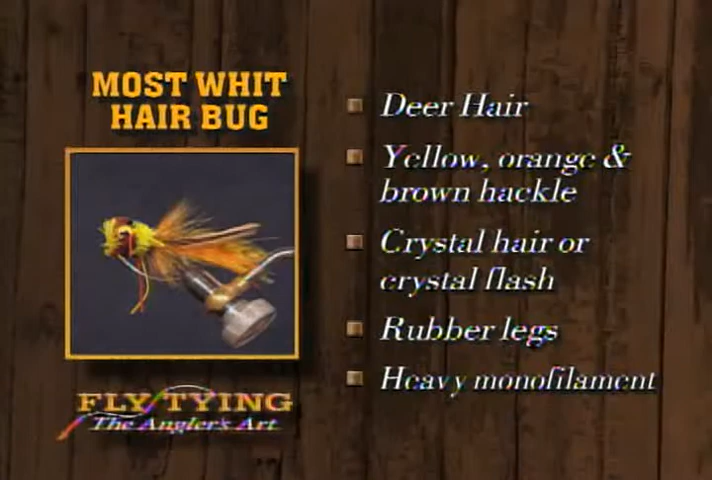 MOST WHIT
HAIR BUG
Deer Hair
Yellow, orange &
brown hackle
Crystal hair or
crystal flash
Rubber legs
Heavy monofilament
FLY TYING
The Angler's Art